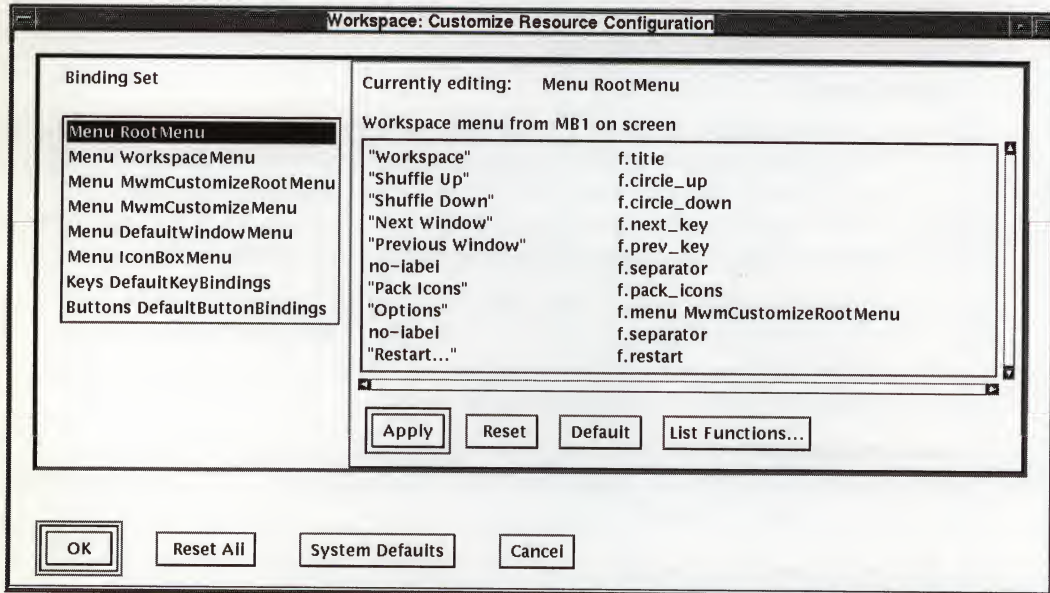 Workspace: Customize Resource Configuration
Binding Set
Menu RootMenu
Menu WorkspaceMenu
Menu MwmCustomizeRootMenu
Menu MwmCustomizeMenu
Menu DefaultWindowMenu
Menu IconBoxMenu
Keys DefaultKeyBindings
Buttons DefaultButtonBindings
Currently editing: Menu RootMenu
Workspace menu from MB1 on screen
"Workspace" f.title
"Shuffle Up" f.circle_up
"Shuffle Down" f.circle_down
"Next Window" f.next_key
"Previous Window" f.prev_key
no-label f.separator
"Pack Icons" f.pack_icons
"Options" f.menu MwmCustomizeRootMenu
no-label f.separator
"Restart..." f.restart
Apply Reset Default List Functions...
OK Reset All System Defaults Cancel